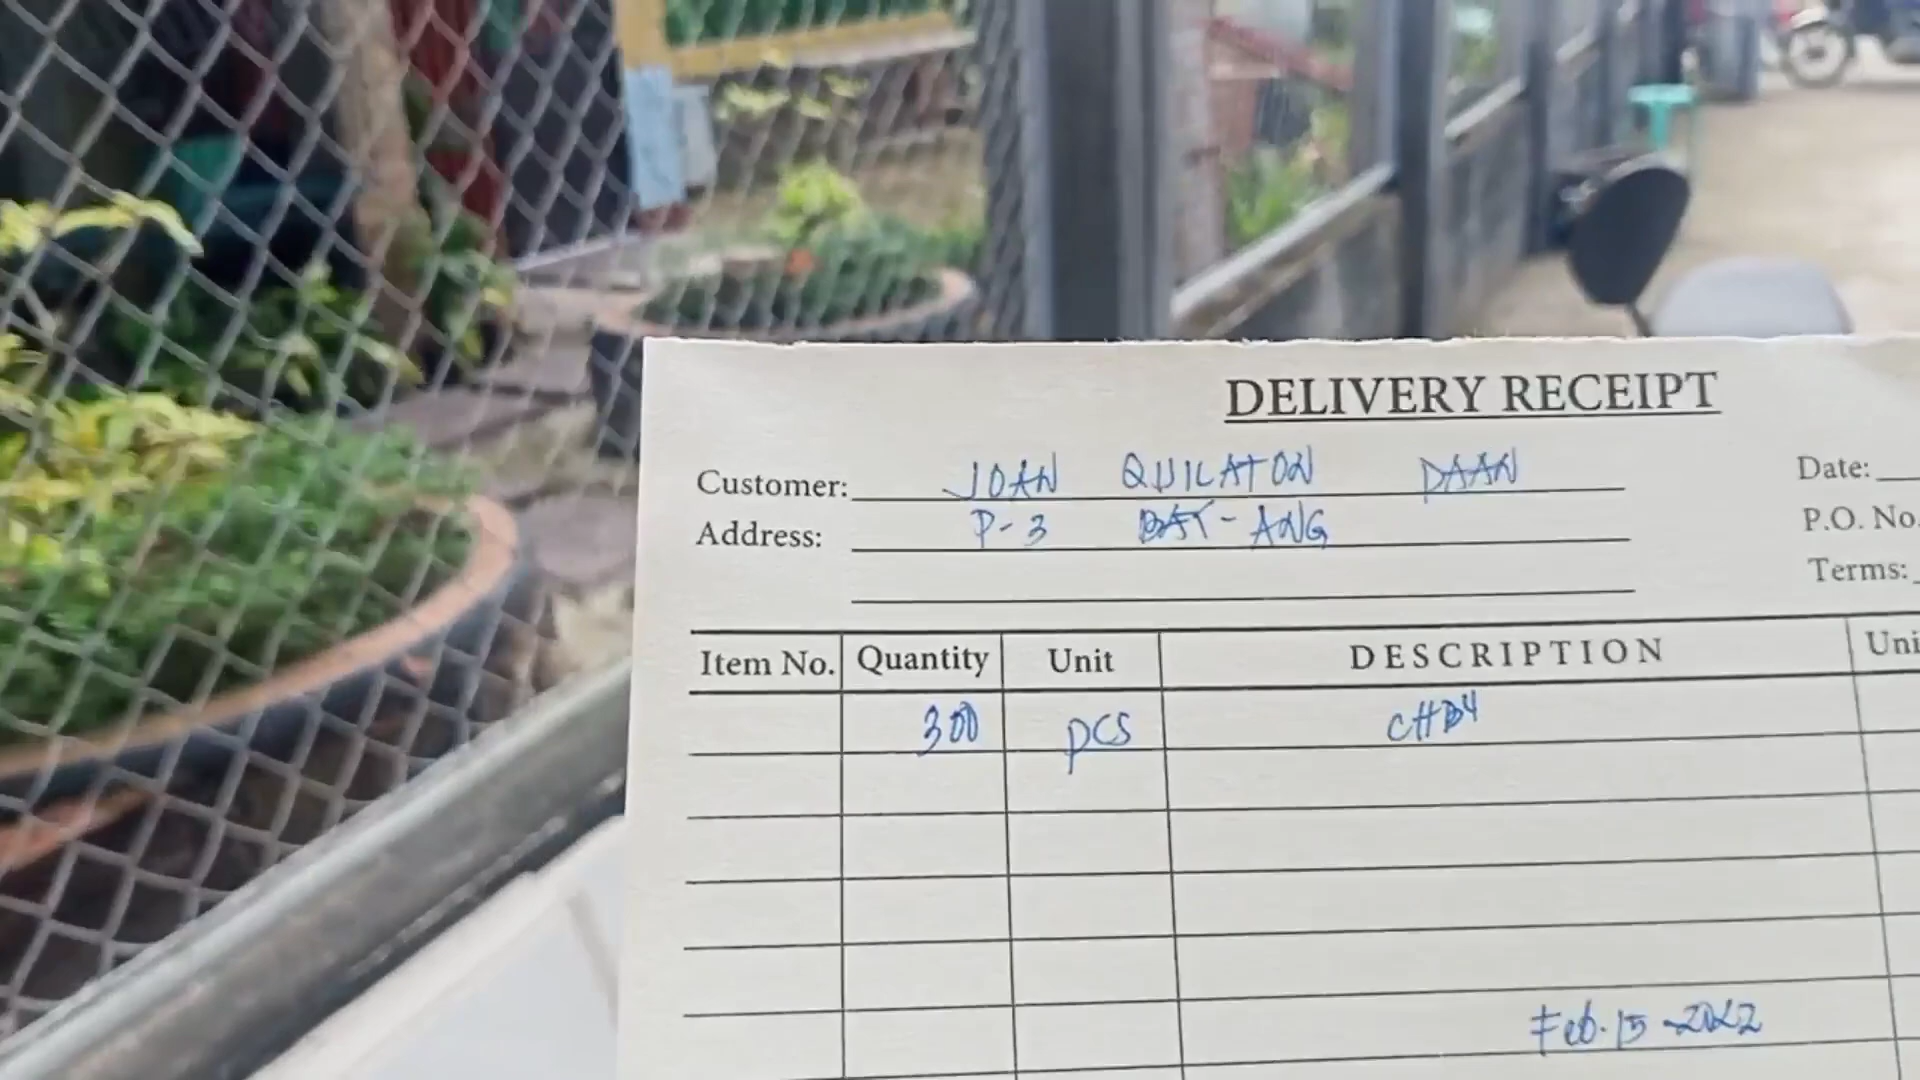 DELIVERY RECEIPT
Customer: JOAN QUILATON DAAN Date:
Address: P-3 BAT-ANG P.O. No.
Terms:
Item No. Quantity Unit DESCRIPTION Uni
300 PCS CHB4
Feb. 15 2022